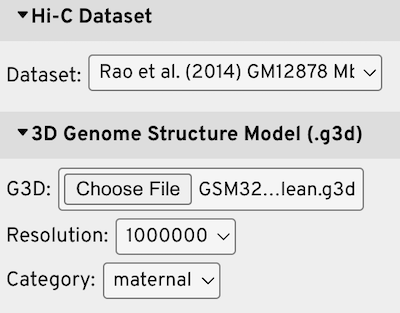 Hi-C Dataset
Dataset: Rao et al. (2014) GM12878 Mb
3D Genome Structure Model (.g3d)
G3D: Choose File GSM32...lean.g3d
Resolution: 1000000
Category: maternal